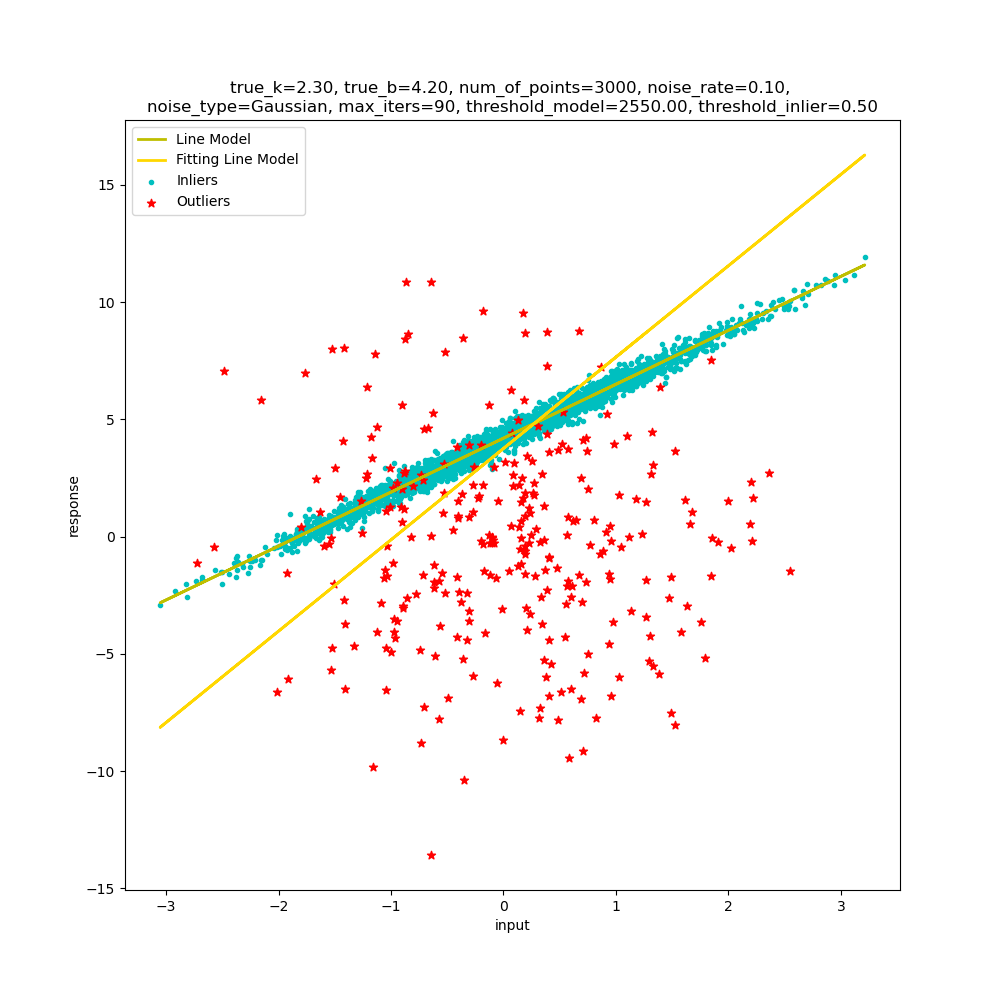 true_k=2.30, true_b=4.20, num_of_points=3000, noise_rate=0.10,
noise_type=Gaussian, max_iters=90, threshold_model=2550.00, threshold_inlier=0.50
Line Model
Fitting Line Model
Inliers
Outliers
15
10
5
0
−5
−10
−15
response
−3 −2 −1 0 1 2 3
input